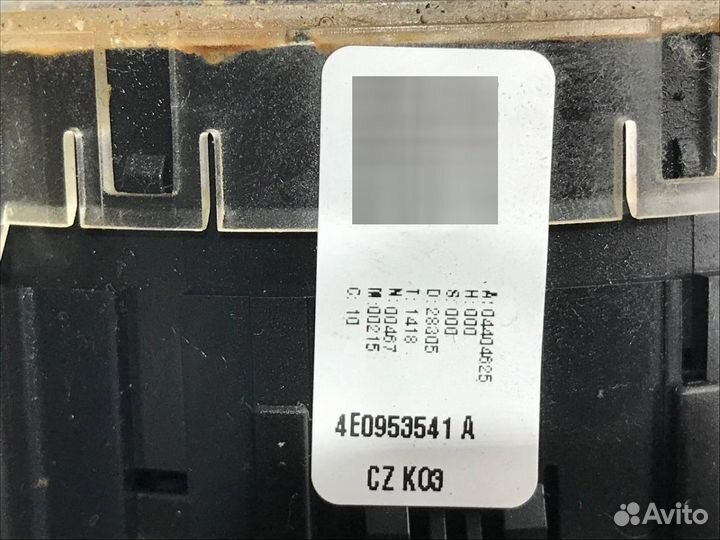 A: 04404625
H: 000
S: 000
D: 28305
T: 1418
N: 00467
M: 00215
C: 10
4E0953541 A
CZ K03
Avito